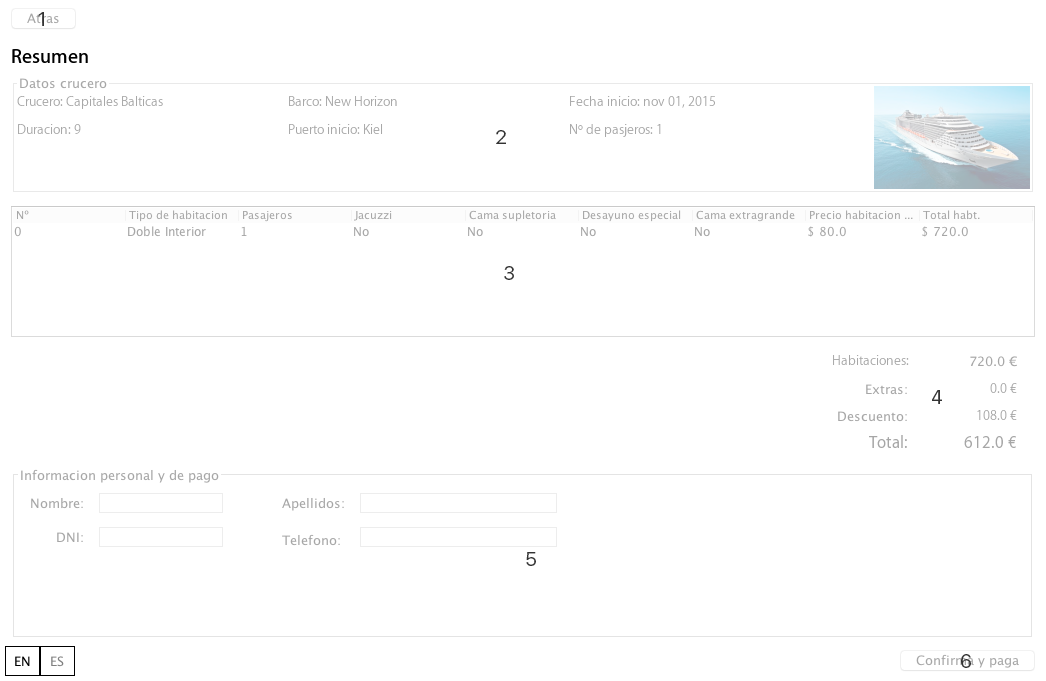 Atras
1
Resumen
Datos crucero
Crucero: Capitales Balticas Barco: New Horizon Fecha inicio: nov 01, 2015
Duracion: 9 Puerto inicio: Kiel Nº de pasjeros: 1
2
Nº Tipo de habitacion Pasajeros Jacuzzi Cama supletoria Desayuno especial Cama extragrande Precio habitacion ... Total habt.
0 Doble Interior 1 No No No No $ 80.0 $ 720.0
3
Habitaciones: 720.0 €
Extras: 0.0 €
4
Descuento: 108.0 €
Total: 612.0 €
Informacion personal y de pago
Nombre: Apellidos:
DNI: Telefono:
5
EN ES
Confirma y paga
6